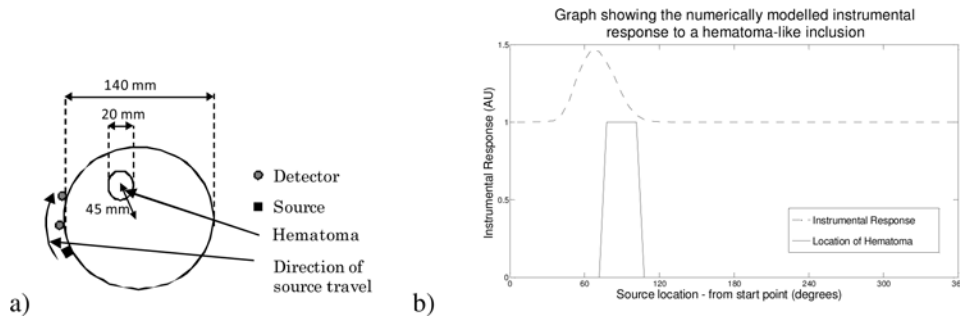 140 mm
20 mm
45 mm
Detector
Source
Hematoma
Direction of
source travel
a)
Graph showing the numerically modelled instrumental
response to a hematoma-like inclusion
Instrumental Response (AU)
1.5
1
0.5
0
0
60
120
180
240
300
36
Source location - from start point (degrees)
Instrumental Response
Location of Hematoma
b)